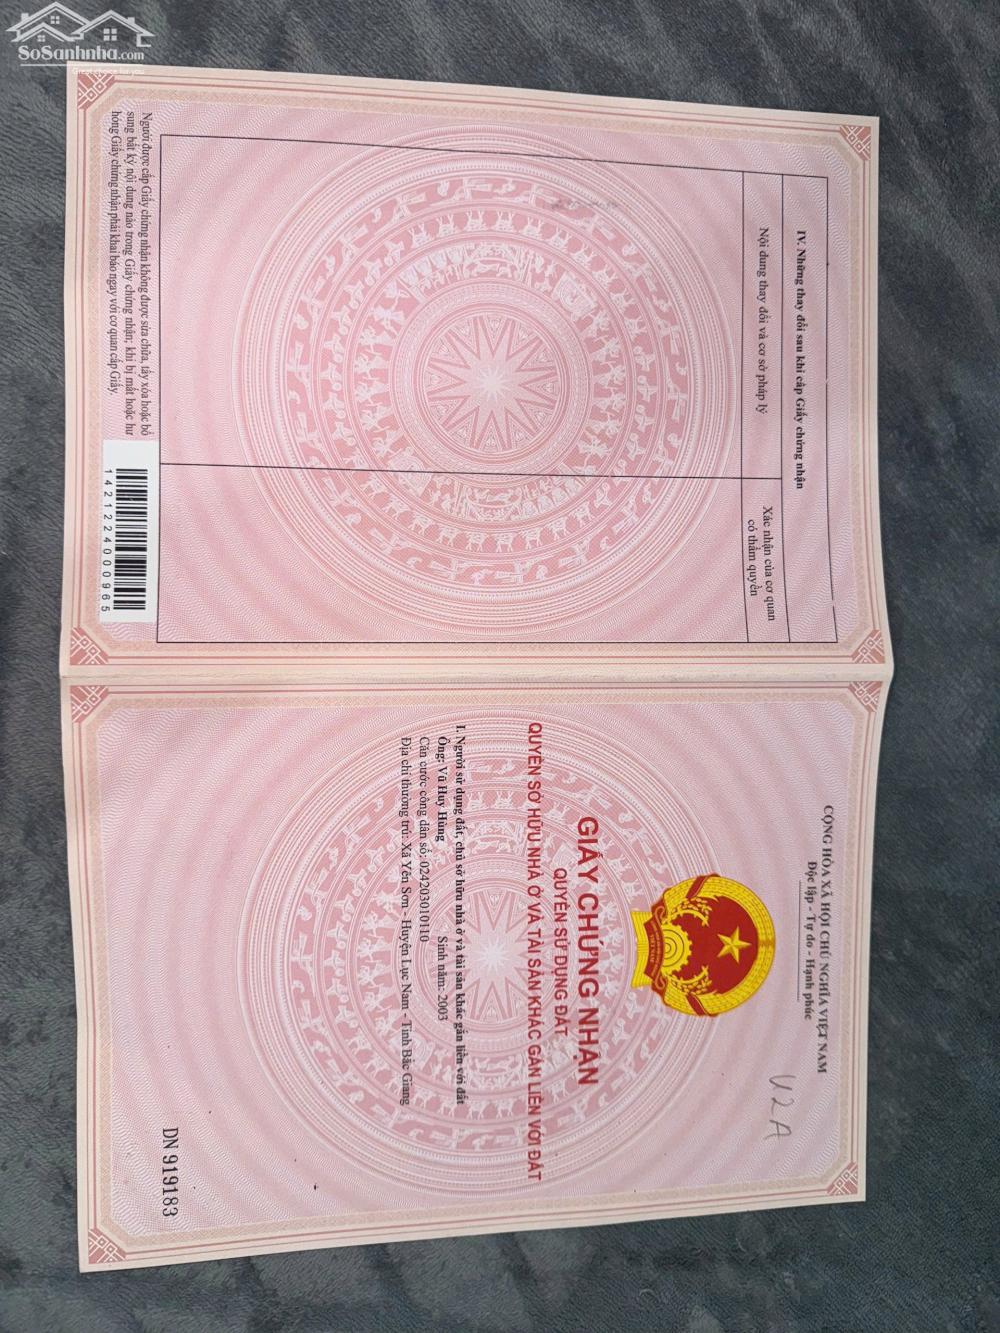 SoSanhnha.com
Great choice for you
IV. Những thay đổi sau khi cấp Giấy chứng nhận
Nội dung thay đổi và cơ sở pháp lý
Xác nhận của cơ quan
có thẩm quyền
Người được cấp Giấy chứng nhận không được sửa chữa, tẩy xóa hoặc bổ
sung bất kỳ nội dung nào trong Giấy chứng nhận; khi bị mất hoặc hư
hỏng Giấy chứng nhận phải khai báo ngay với cơ quan cấp Giấy.
1421224000965
CỘNG HÒA XÃ HỘI CHỦ NGHĨA VIỆT NAM
Độc lập - Tự do - Hạnh phúc
U2A
VIỆT NAM
GIẤY CHỨNG NHẬN
QUYỀN SỬ DỤNG ĐẤT
QUYỀN SỞ HỮU NHÀ Ở VÀ TÀI SẢN KHÁC GẮN LIỀN VỚI ĐẤT
I. Người sử dụng đất, chủ sở hữu nhà ở và tài sản khác gắn liền với đất
Ông: Vũ Huy Hùng Sinh năm: 2003
Căn cước công dân số: 024203010110
Địa chỉ thường trú: Xã Yên Sơn - Huyện Lục Nam - Tỉnh Bắc Giang
DN 919183